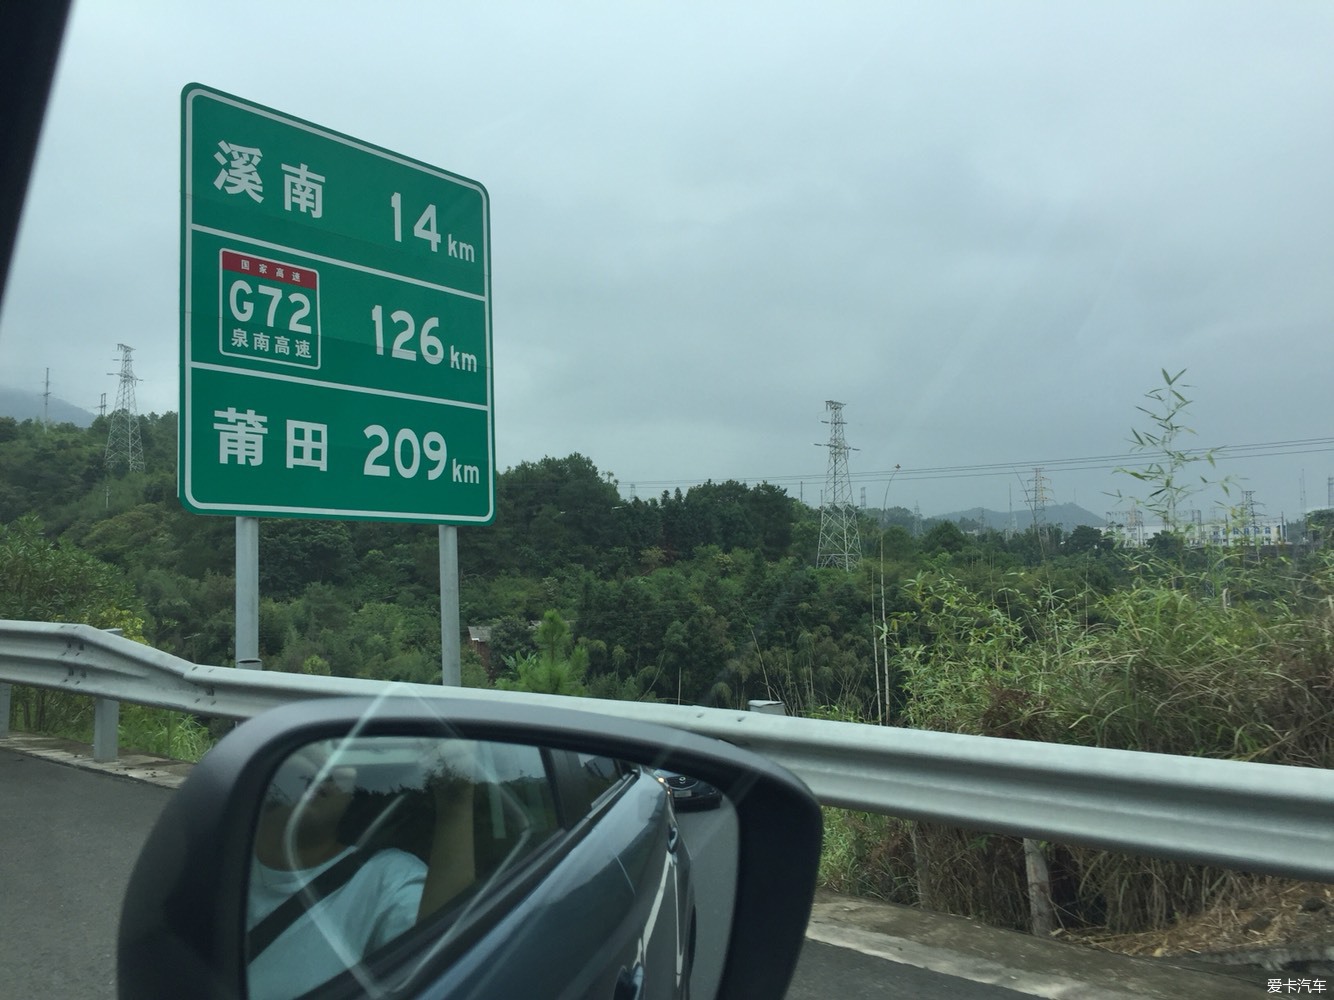 溪南 14km
国家高速
G72 126km
泉南高速
莆田 209km
爱卡汽车